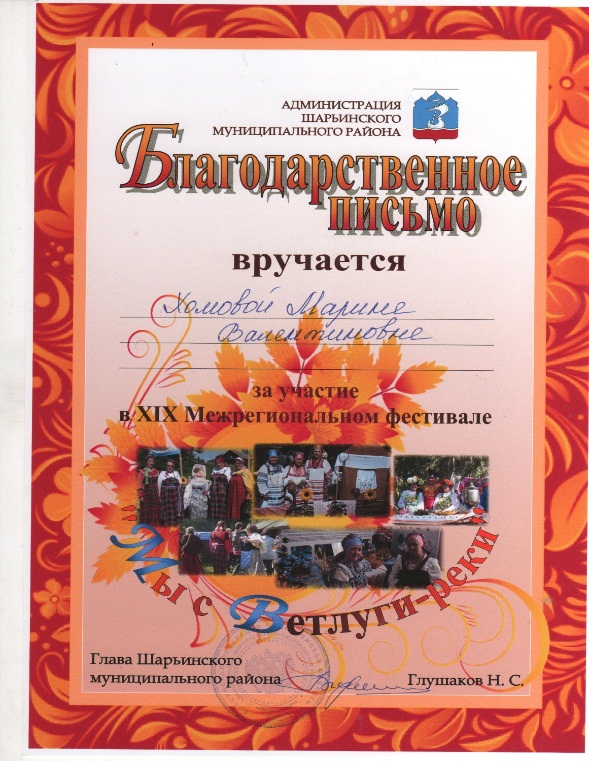 АДМИНИСТРАЦИЯ
ШАРЬИНСКОГО
МУНИЦИПАЛЬНОГО РАЙОНА
Благодарственное
письмо
вручается
Хомовой Марине
Валентиновне
за участие
в XIX Межрегиональном фестивале
"Мы с Ветлуги-реки"
Глава Шарьинского
муниципального района Глушаков Н. С.